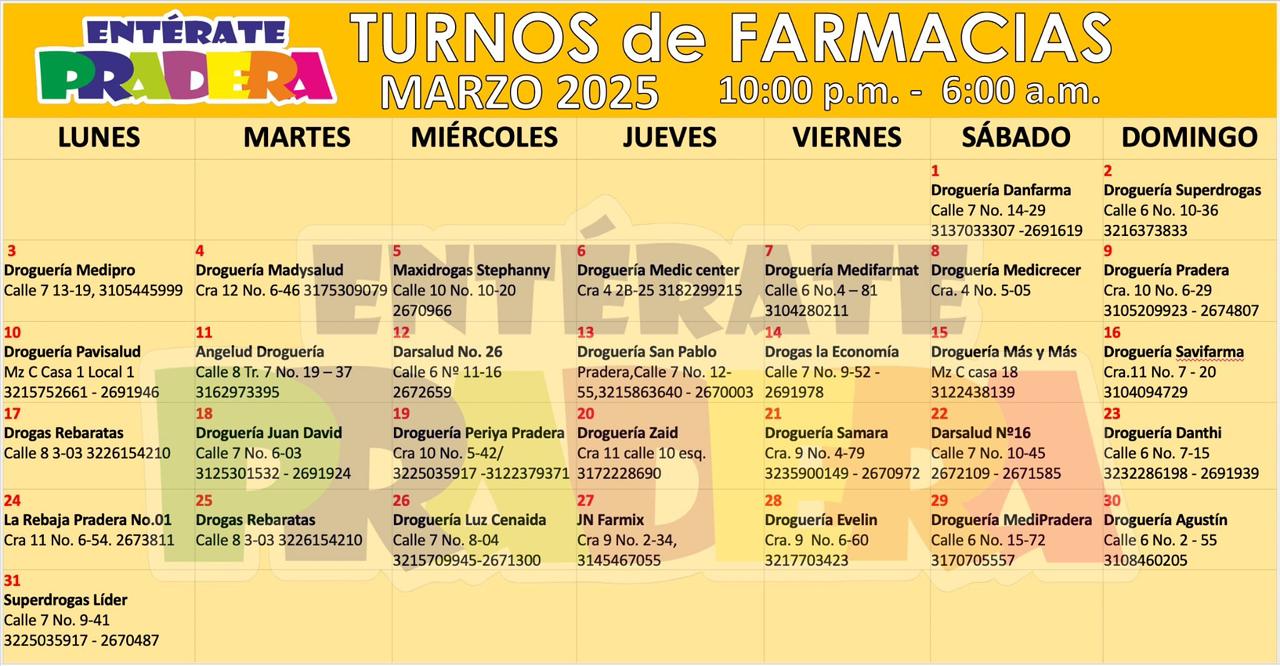 ENTÉRATE
PRADERA
TURNOS de FARMACIAS
MARZO 2025 10:00 p.m. - 6:00 a.m.
LUNES MARTES MIÉRCOLES JUEVES VIERNES SÁBADO DOMINGO
1
Droguería Danfarma
Calle 7 No. 14-29
3137033307 -2691619
2
Droguería Superdrogas
Calle 6 No. 10-36
3216373833
3
Droguería Medipro
Calle 7 13-19, 3105445999
4
Droguería Madysalud
Cra 12 No. 6-46 3175309079
5
Maxidrogas Stephanny
Calle 10 No. 10-20
2670966
6
Droguería Medic center
Cra 4 2B-25 3182299215
7
Droguería Medifarmat
Calle 6 No.4 – 81
3104280211
8
Droguería Medicrecer
Cra. 4 No. 5-05
9
Droguería Pradera
Cra. 10 No. 6-29
3105209923 - 2674807
10
Droguería Pavisalud
Mz C Casa 1 Local 1
3215752661 - 2691946
11
Angelud Droguería
Calle 8 Tr. 7 No. 19 – 37
3162973395
12
Darsalud No. 26
Calle 6 Nº 11-16
2672659
13
Droguería San Pablo
Pradera,Calle 7 No. 12-
55,3215863640 - 2670003
14
Drogas la Economía
Calle 7 No. 9-52 -
2691978
15
Droguería Más y Más
Mz C casa 18
3122438139
16
Droguería Savifarma
Cra.11 No. 7 - 20
3104094729
17
Drogas Rebaratas
Calle 8 3-03 3226154210
18
Droguería Juan David
Calle 7 No. 6-03
3125301532 - 2691924
19
Droguería Periya Pradera
Cra 10 No. 5-42/
3225035917 -3122379371
20
Droguería Zaid
Cra 11 calle 10 esq.
3172228690
21
Droguería Samara
Cra. 9 No. 4-79
3235900149 - 2670972
22
Darsalud Nº16
Calle 7 No. 10-45
2672109 - 2671585
23
Droguería Danthi
Calle 6 No. 7-15
3232286198 - 2691939
24
La Rebaja Pradera No.01
Cra 11 No. 6-54. 2673811
25
Drogas Rebaratas
Calle 8 3-03 3226154210
26
Droguería Luz Cenaida
Calle 7 No. 8-04
3215709945-2671300
27
JN Farmix
Cra 9 No. 2-34,
3145467055
28
Droguería Evelin
Cra. 9 No. 6-60
3217703423
29
Droguería MediPradera
Calle 6 No. 15-72
3170705557
30
Droguería Agustín
Calle 6 No. 2 - 55
3108460205
31
Superdrogas Líder
Calle 7 No. 9-41
3225035917 - 2670487
ENTÉRATE
PRADERA